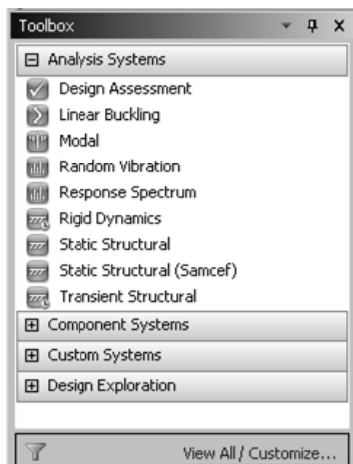 Toolbox
Analysis Systems
Design Assessment
Linear Buckling
Modal
Random Vibration
Response Spectrum
Rigid Dynamics
Static Structural
Static Structural (Samcef)
Transient Structural
Component Systems
Custom Systems
Design Exploration
View All / Customize...